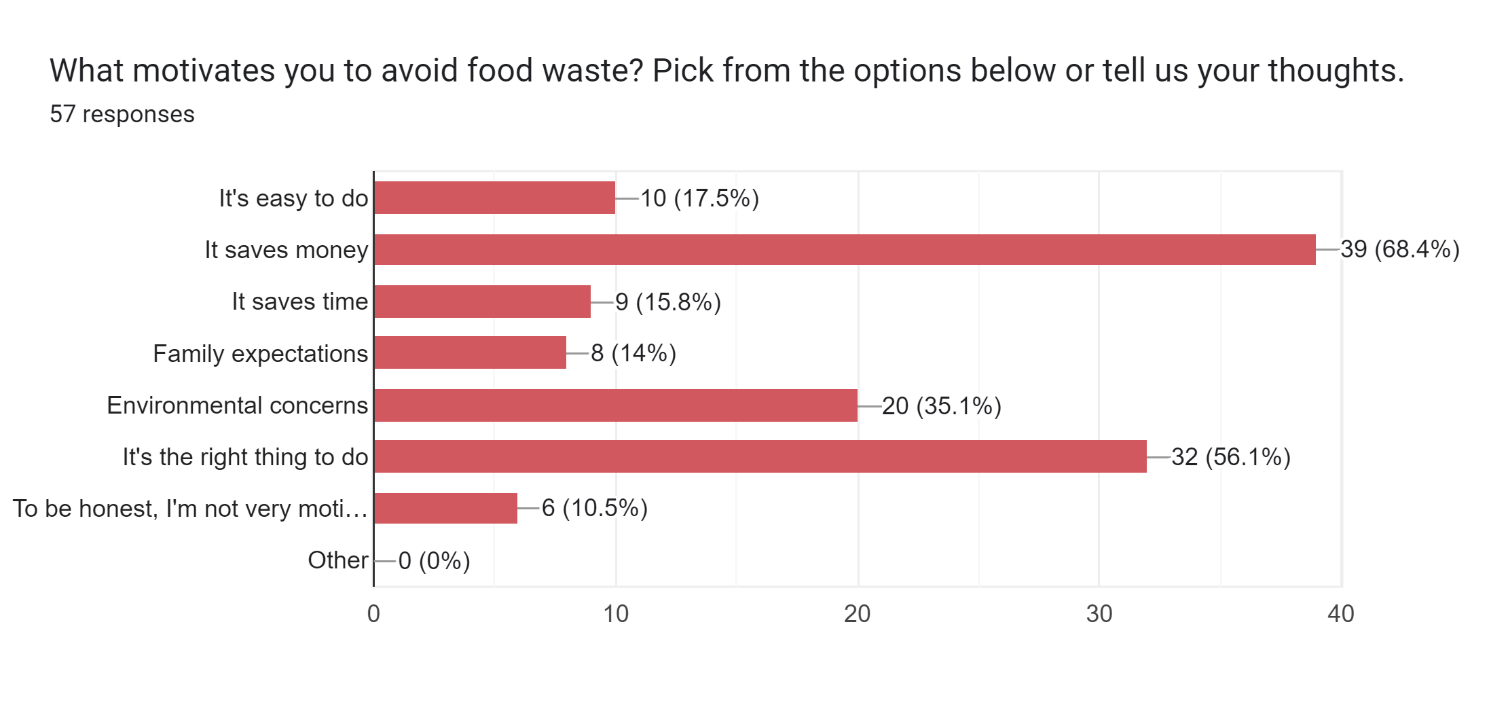 What motivates you to avoid food waste? Pick from the options below or tell us your thoughts.
57 responses
It's easy to do 10 (17.5%)
It saves money 39 (68.4%)
It saves time 9 (15.8%)
Family expectations 8 (14%)
Environmental concerns 20 (35.1%)
It's the right thing to do 32 (56.1%)
To be honest, I'm not very moti… 6 (10.5%)
Other 0 (0%)
0 10 20 30 40